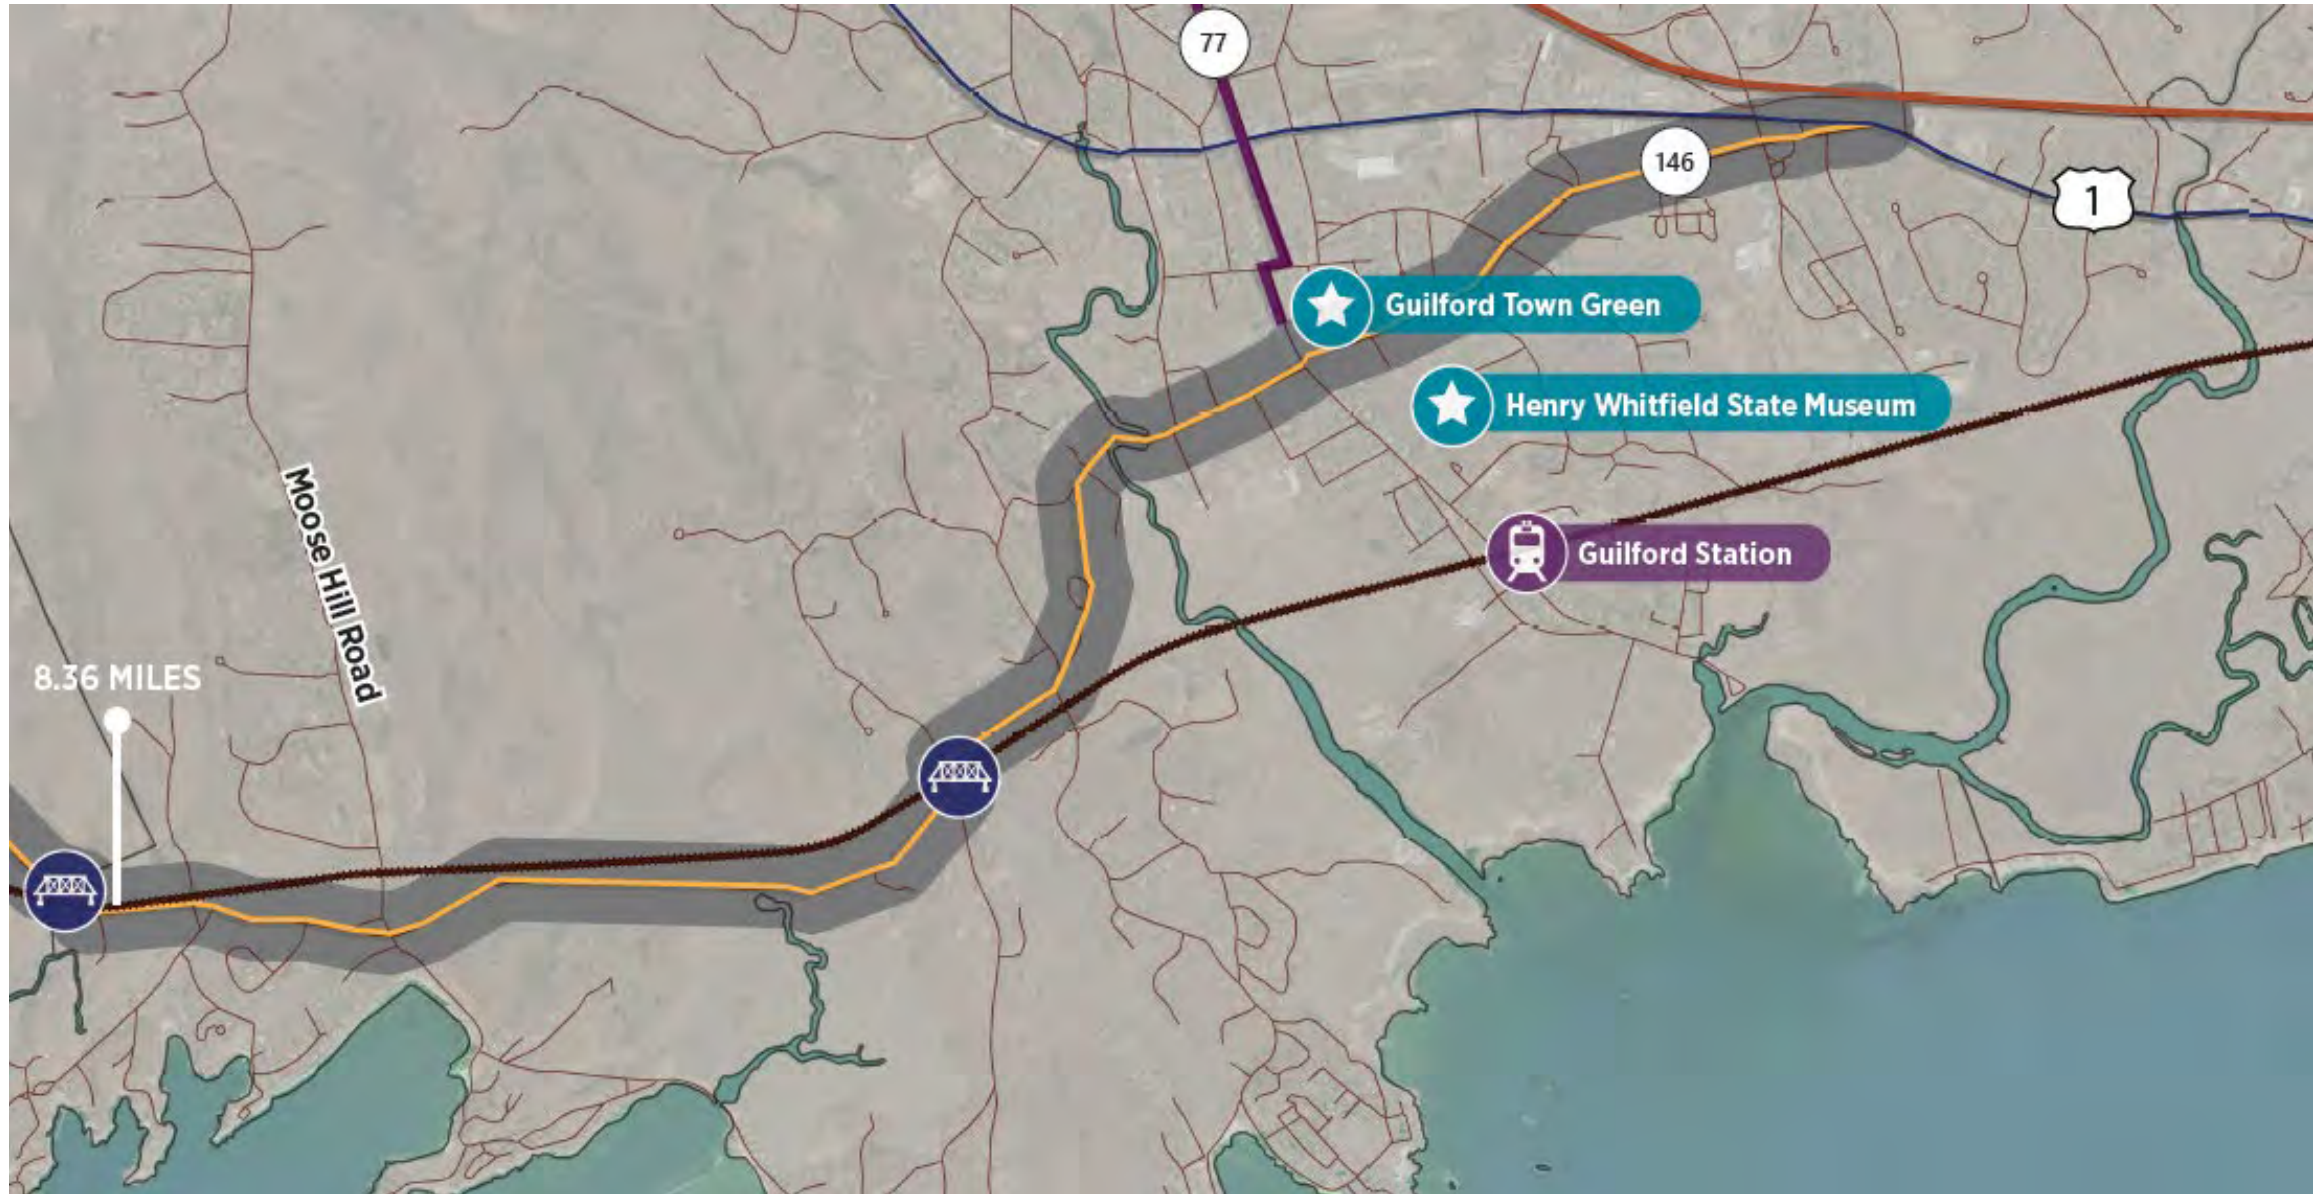 77
146
1
Guilford Town Green
Henry Whitfield State Museum
Guilford Station
Moose Hill Road
8.36 MILES